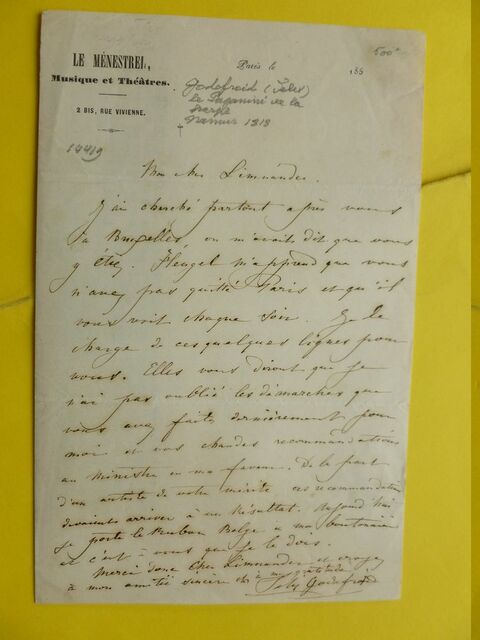 LE MÉNESTREL,
Musique et Théâtres.
2 BIS, RUE VIVIENNE.
Paris le 185
500
Godefroid (Félix)
le Paganini de la
harpe
Namur 1818
14419
Mon cher Limnander.
J'ai cherché partout après vous
à Bruxelles, on m'avait dit que vous
y étiez. Heugel m'apprend que vous
n'avez pas quitté Paris et qu'il
vous voit chaque soir. Je le
charge de ces quelques lignes pour
vous. Elles vous diront que je
n'ai pas oublié les démarches que
vous avez faites dernièrement pour
moi et vos chaudes recommandations
au ministre en ma faveur. De la part
d'un artiste de votre mérite ces recommandations
devaient arriver à un résultat. Aujourd'hui
je porte le Ruban Belge à ma boutonnière
et c'est à vous que je le dois.
Merci donc cher Limnander et croyez
à mon amitié sincère et à ma gratitude
Félix Godefroid